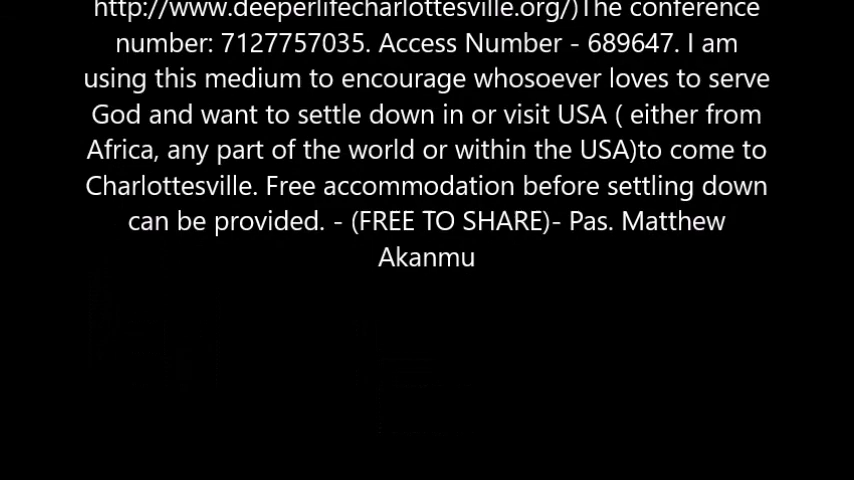 http://www.deeperlifecharlottesville.org/)The conference
number: 7127757035. Access Number - 689647. I am
using this medium to encourage whosoever loves to serve
God and want to settle down in or visit USA ( either from
Africa, any part of the world or within the USA)to come to
Charlottesville. Free accommodation before settling down
can be provided. - (FREE TO SHARE)- Pas. Matthew
Akanmu